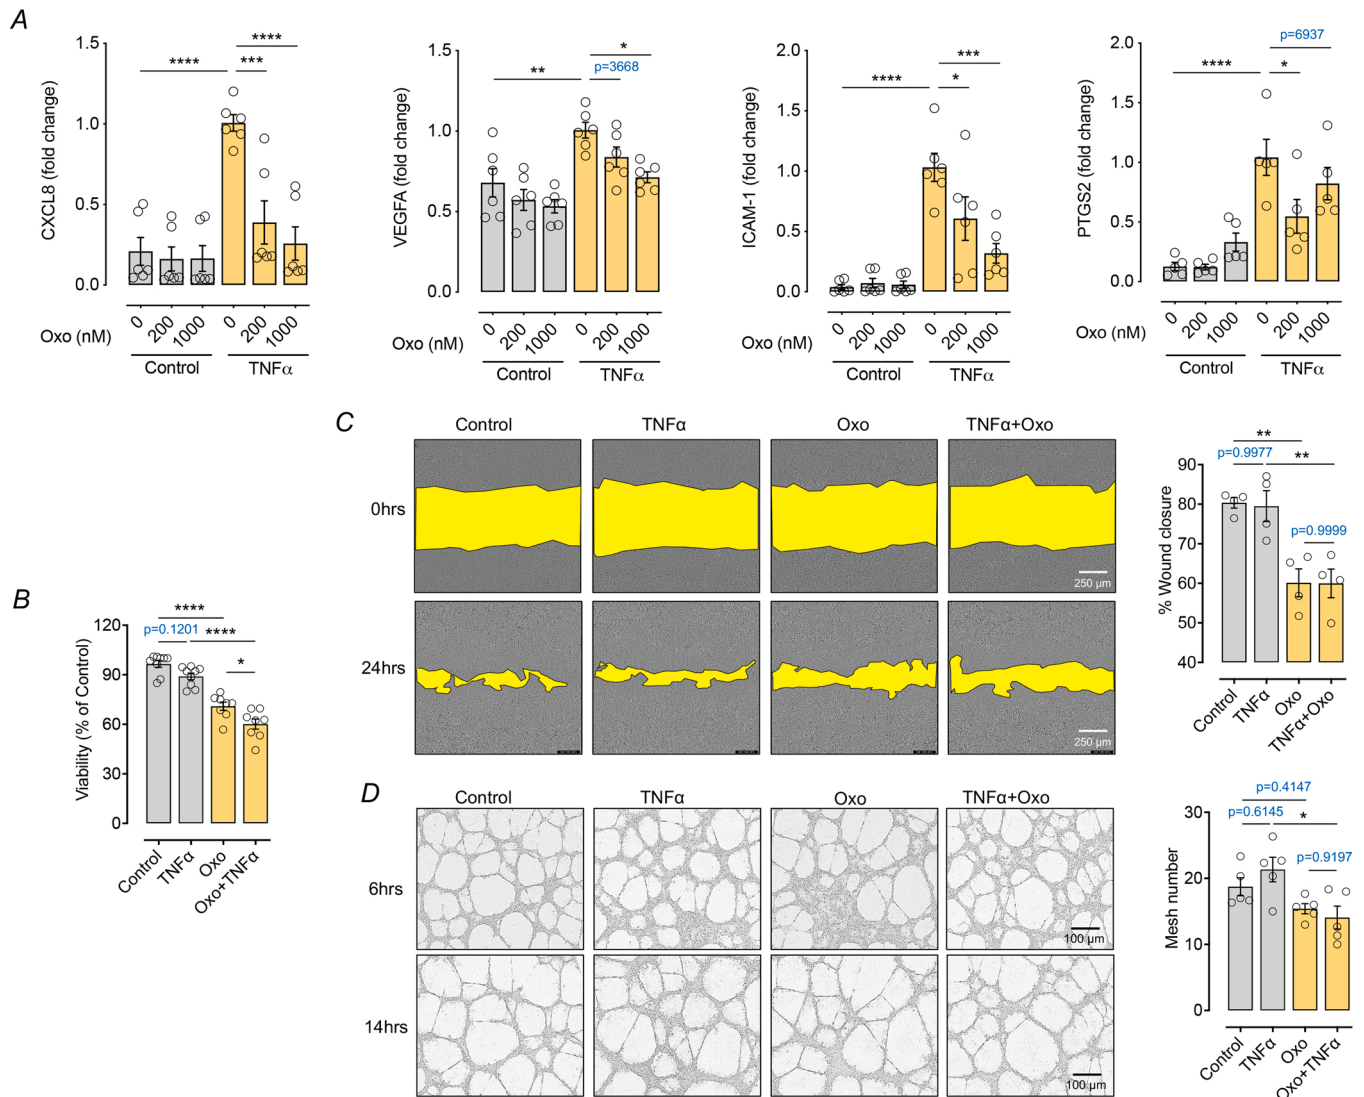 A
CXCL8 (fold change)
1.5
1.0
0.5
0.0
****
****
***
0
200
1000
0
200
1000
Oxo (nM)
Control
TNFα
VEGFA (fold change)
1.5
1.0
0.5
0.0
**
*
p=3668
0
200
1000
0
200
1000
Oxo (nM)
Control
TNFα
ICAM-1 (fold change)
2.0
1.5
1.0
0.5
0.0
****
***
*
0
200
1000
0
200
1000
Oxo (nM)
Control
TNFα
PTGS2 (fold change)
2.0
1.5
1.0
0.5
0.0
****
p=6937
*
0
200
1000
0
200
1000
Oxo (nM)
Control
TNFα
B
Viability (% of Control)
120
90
60
30
0
****
p=0.1201
****
*
Control
TNFα
Oxo
Oxo+TNFα
C
Control
TNFα
Oxo
TNFα+Oxo
0hrs
250 µm
24hrs
250 µm
% Wound closure
90
80
70
60
50
40
**
p=0.9977
**
p=0.9999
Control
TNFα
Oxo
TNFα+Oxo
D
Control
TNFα
Oxo
TNFα+Oxo
6hrs
100 µm
14hrs
100 µm
Mesh number
30
20
10
0
p=0.4147
p=0.6145
*
p=0.9197
Control
TNFα
Oxo
Oxo+TNFα